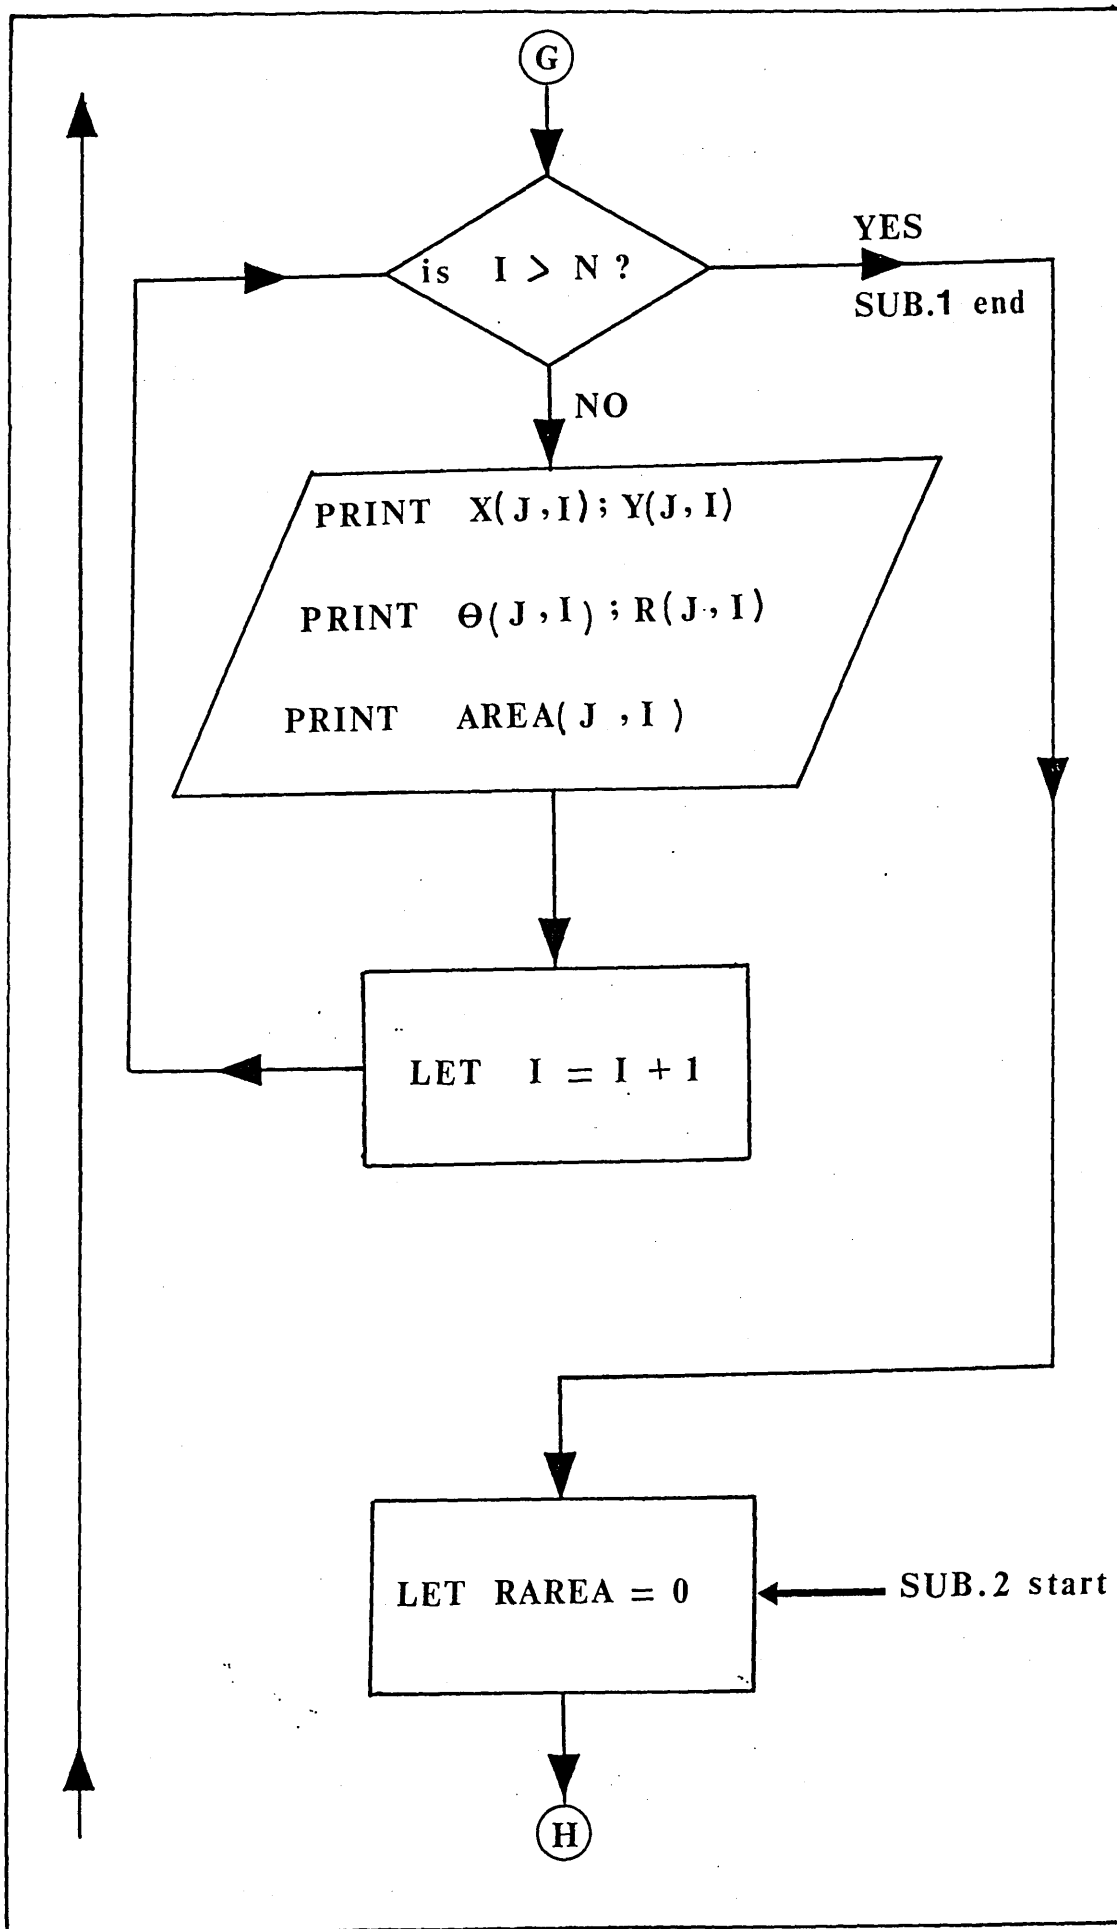 G
is I > N ?
YES
SUB.1 end
NO
PRINT X(J,I); Y(J,I)
PRINT Θ(J,I); R(J,I)
PRINT AREA(J,I)
LET I = I + 1
LET RAREA = 0
SUB.2 start
H